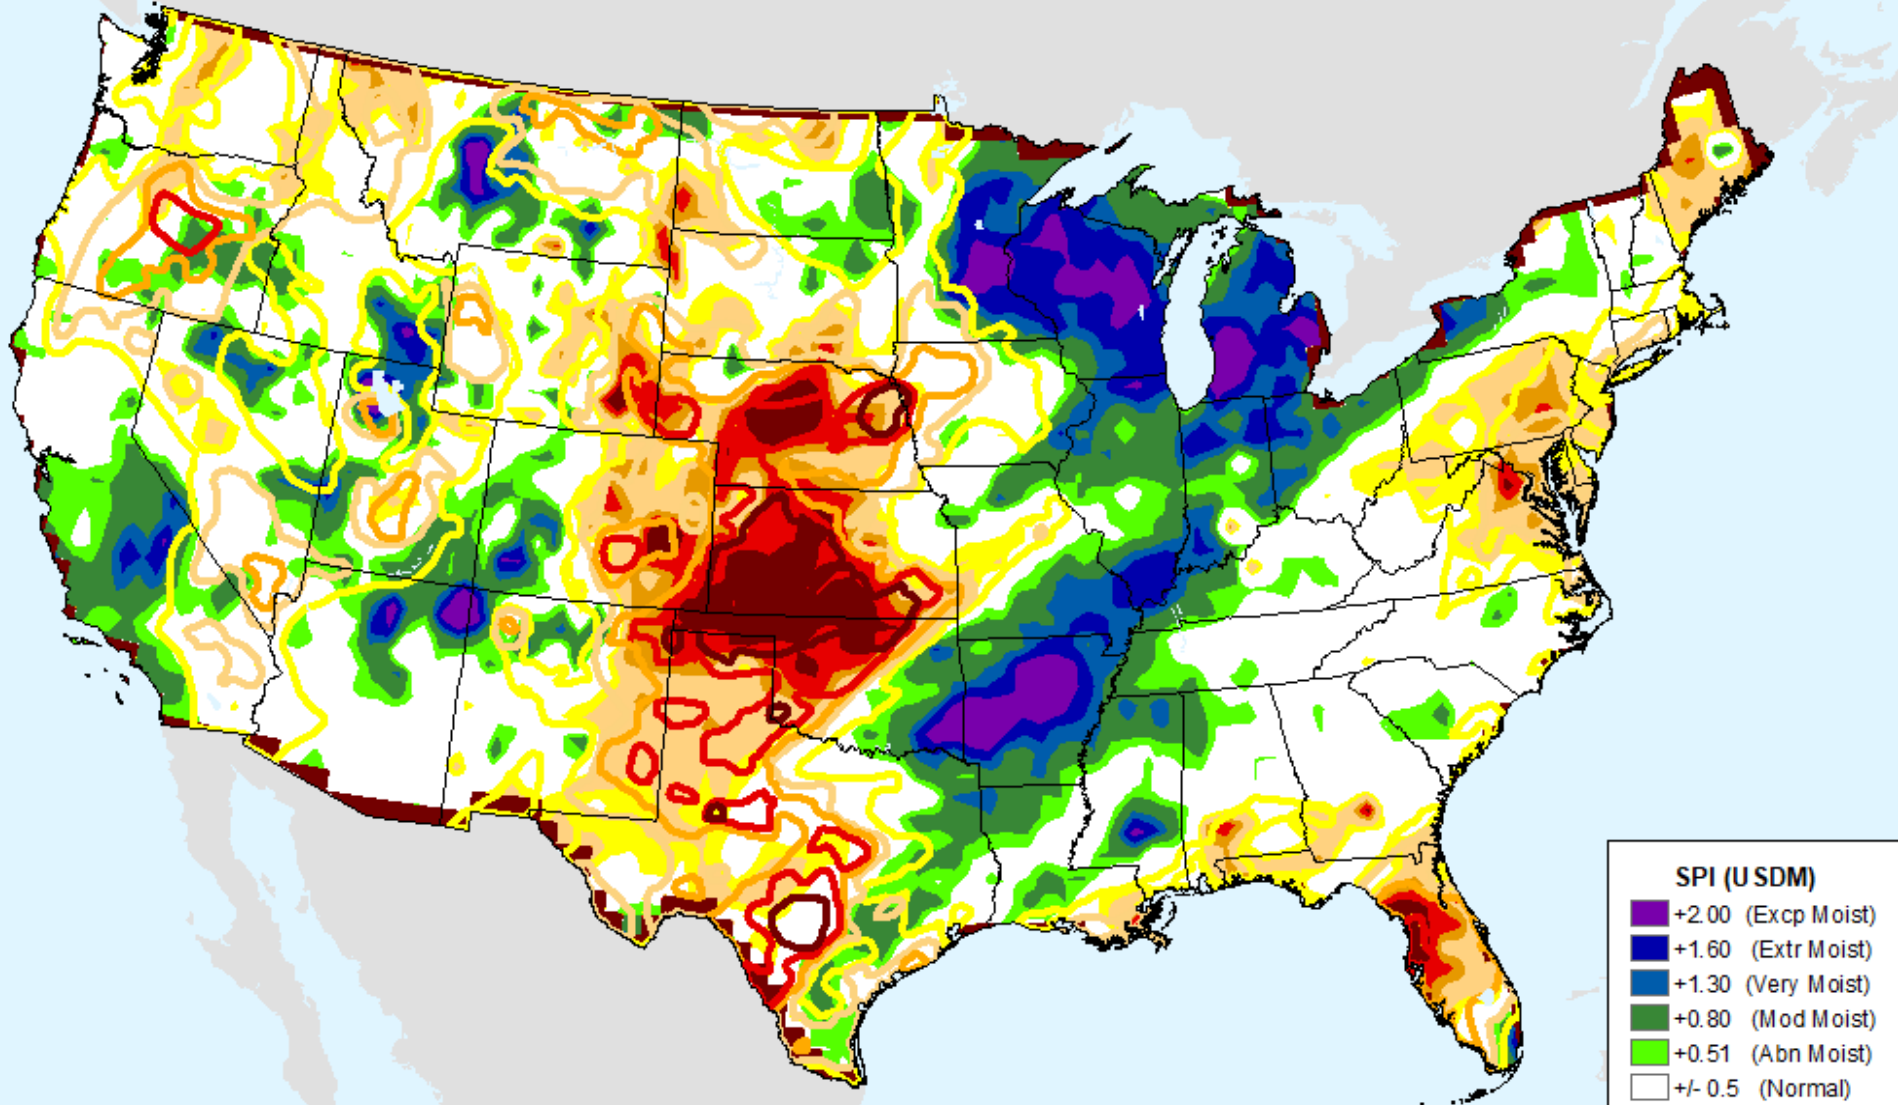 SPI (USDM)
+2.00 (Excp Moist)
+1.60 (Extr Moist)
+1.30 (Very Moist)
+0.80 (Mod Moist)
+0.51 (Abn Moist)
+/- 0.5 (Normal)